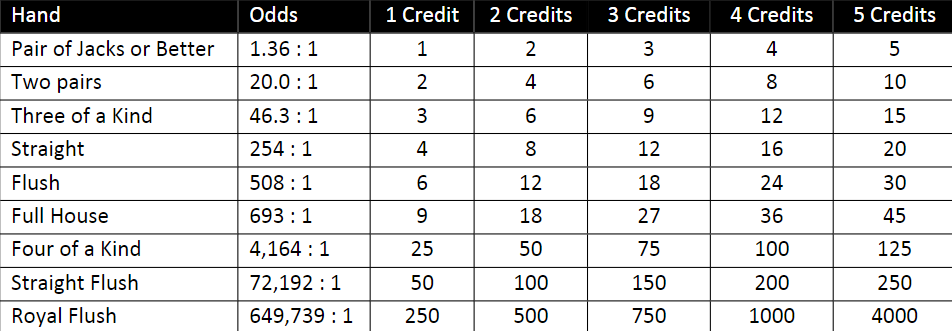 Hand Odds 1 Credit 2 Credits 3 Credits 4 Credits 5 Credits
Pair of Jacks or Better 1.36 : 1 1 2 3 4 5
Two pairs 20.0 : 1 2 4 6 8 10
Three of a Kind 46.3 : 1 3 6 9 12 15
Straight 254 : 1 4 8 12 16 20
Flush 508 : 1 6 12 18 24 30
Full House 693 : 1 9 18 27 36 45
Four of a Kind 4,164 : 1 25 50 75 100 125
Straight Flush 72,192 : 1 50 100 150 200 250
Royal Flush 649,739 : 1 250 500 750 1000 4000